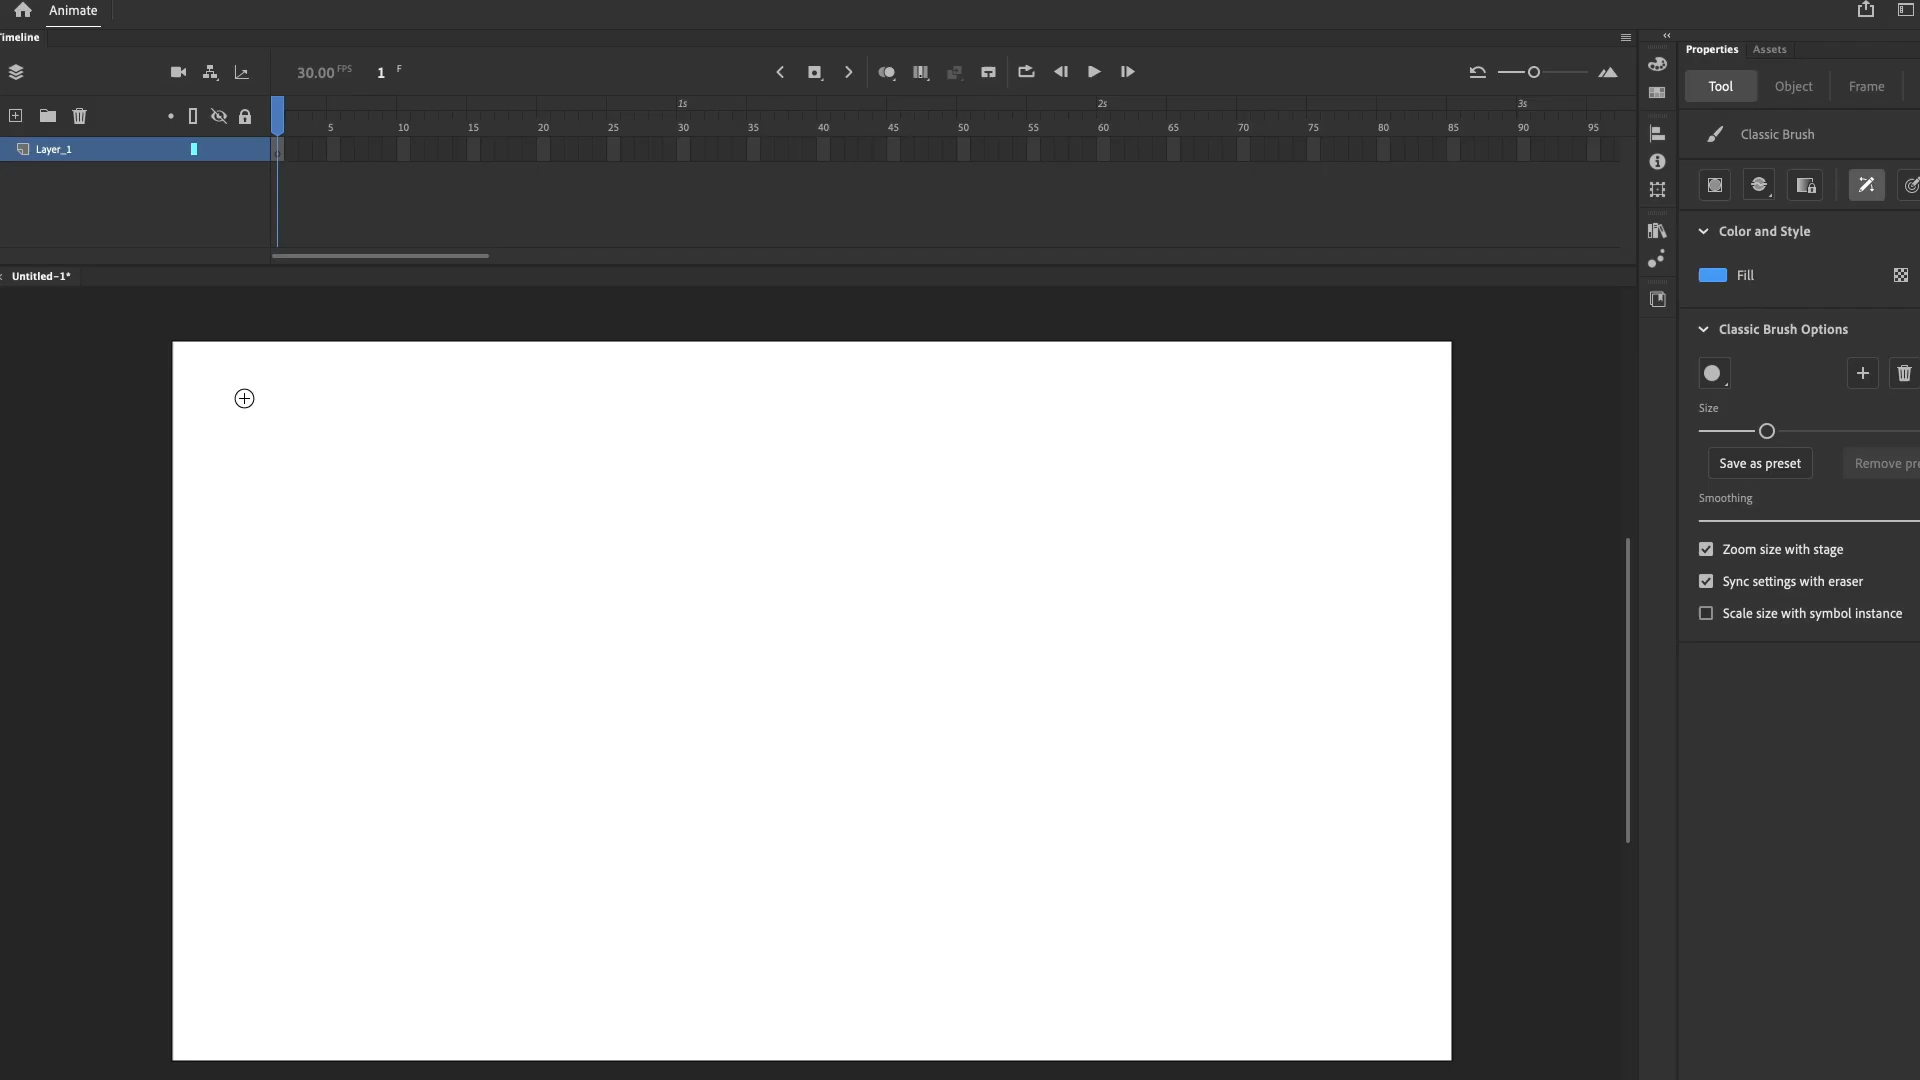 Animate
Timeline
Properties Assets
30.00 FPS 1 F
Tool Object Frame
1s 2s 3s
5 10 15 20 25 30 35 40 45 50 55 60 65 70 75 80 85 90 95
Classic Brush
Layer_1
Color and Style
Untitled-1*
Fill
Classic Brush Options
Size
Save as preset Remove pre
Smoothing
Zoom size with stage
Sync settings with eraser
Scale size with symbol instance